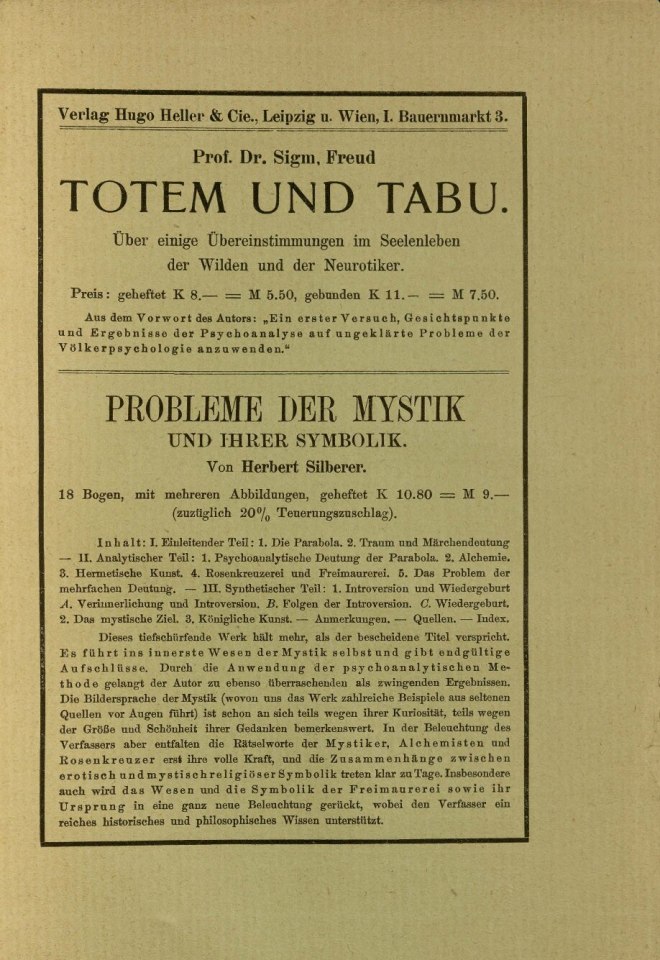 Verlag Hugo Heller & Cie., Leipzig u. Wien, I. Bauernmarkt 3.
Prof. Dr. Sigm. Freud
TOTEM UND TABU.
Über einige Übereinstimmungen im Seelenleben
der Wilden und der Neurotiker.
Preis: geheftet K 8.— = M 5.50, gebunden K 11.— = M 7.50.
Aus dem Vorwort des Autors: „Ein erster Versuch, Gesichtspunkte
und Ergebnisse der Psychoanalyse auf ungeklärte Probleme der
Völkerpsychologie anzuwenden.“
PROBLEME DER MYSTIK
UND IHRER SYMBOLIK.
Von Herbert Silberer.
18 Bogen, mit mehreren Abbildungen, geheftet K 10.80 = M 9.—
(zuzüglich 20% Teuerungszuschlag).
Inhalt: I. Einleitender Teil: 1. Die Parabola. 2. Traum und Märchendeutung
— II. Analytischer Teil: 1. Psychoanalytische Deutung der Parabola. 2. Alchemie.
3. Hermetische Kunst. 4. Rosenkreuzerei und Freimaurerei. 5. Das Problem der
mehrfachen Deutung. — III. Synthetischer Teil: 1. Introversion und Wiedergeburt
A. Verinnerlichung und Introversion. B. Folgen der Introversion. C. Wiedergeburt.
2. Das mystische Ziel. 3. Königliche Kunst. — Anmerkungen. — Quellen. — Index.
Dieses tiefschürfende Werk hält mehr, als der bescheidene Titel verspricht.
Es führt ins innerste Wesen der Mystik selbst und gibt endgültige
Aufschlüsse. Durch die Anwendung der psychoanalytischen Me-
thode gelangt der Autor zu ebenso überraschenden als zwingenden Ergebnissen.
Die Bildersprache der Mystik (wovon uns das Werk zahlreiche Beispiele aus seltenen
Quellen vor Augen führt) ist schon an sich teils wegen ihrer Kuriosität, teils wegen
der Größe und Schönheit ihrer Gedanken bemerkenswert. In der Beleuchtung des
Verfassers aber entfalten die Rätselworte der Mystiker, Alchemisten und
Rosenkreuzer erst ihre volle Kraft, und die Zusammenhänge zwischen
erotisch und mystisch religiöser Symbolik treten klar zu Tage. Insbesondere
auch wird das Wesen und die Symbolik der Freimaurerei sowie ihr
Ursprung in eine ganz neue Beleuchtung gerückt, wobei den Verfasser ein
reiches historisches und philosophisches Wissen unterstützt.